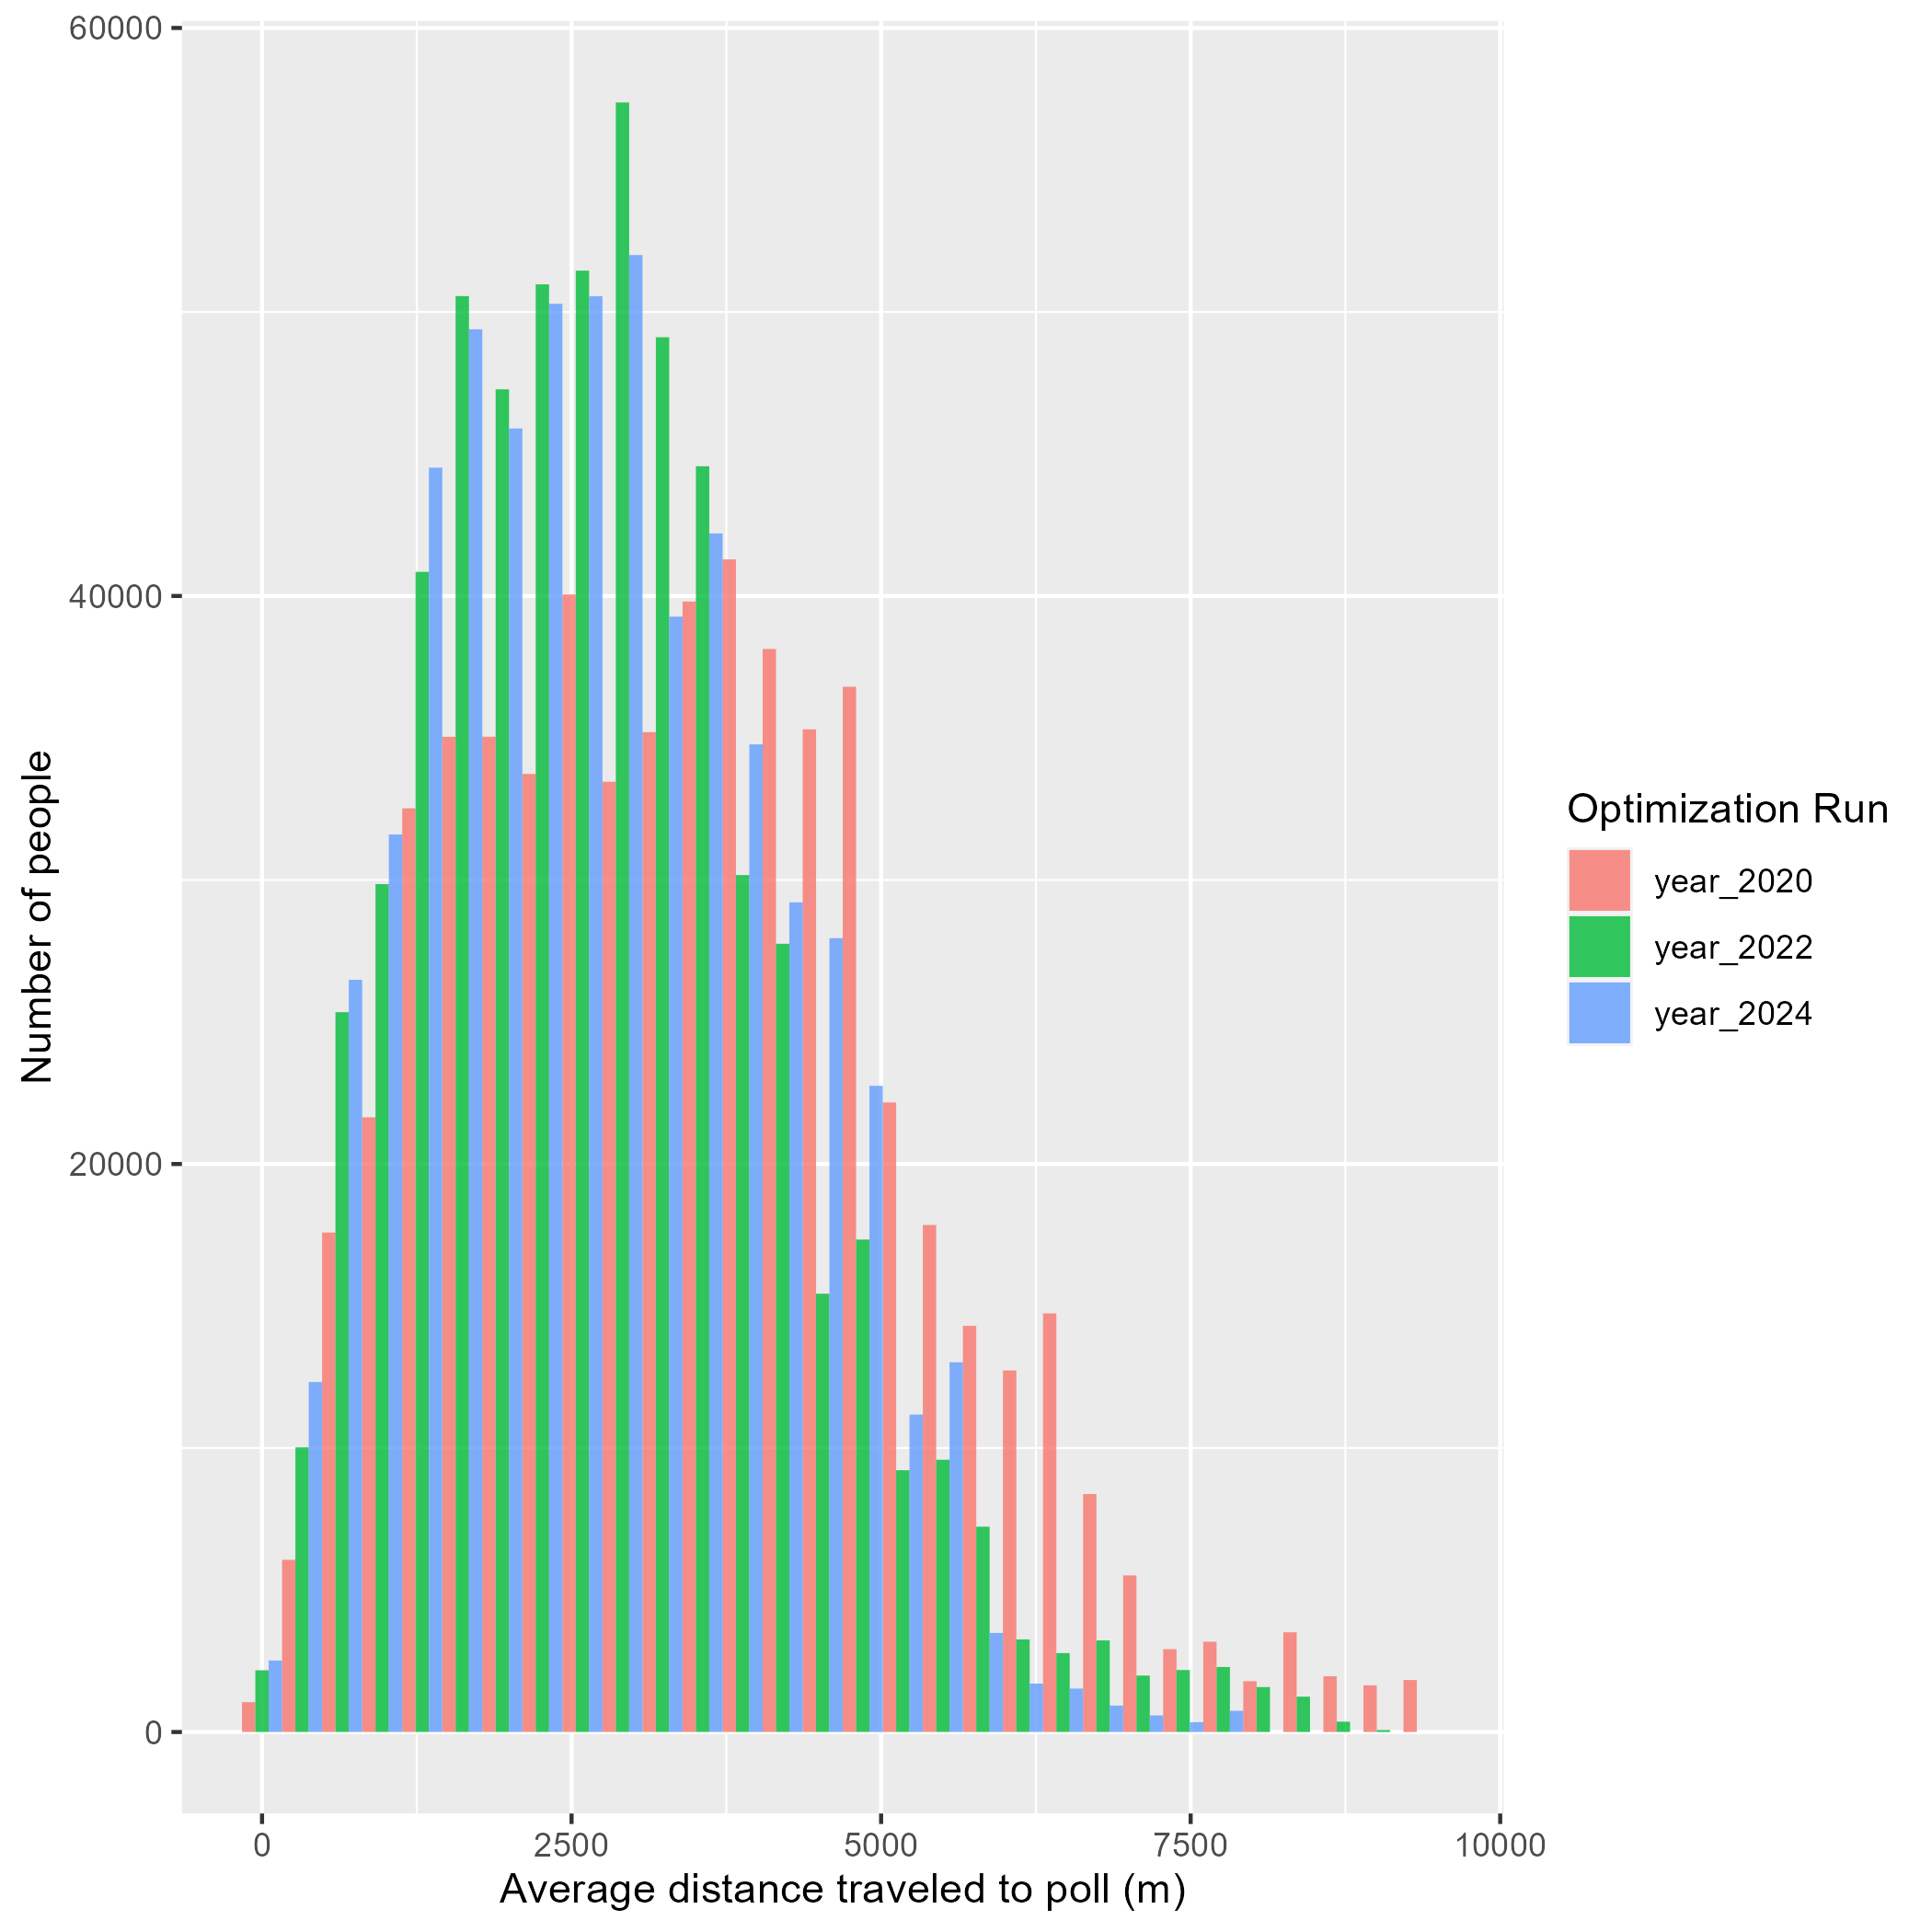 60000
40000
20000
0
Number of people
0 2500 5000 7500 10000
Average distance traveled to poll (m)
Optimization Run
year_2020
year_2022
year_2024